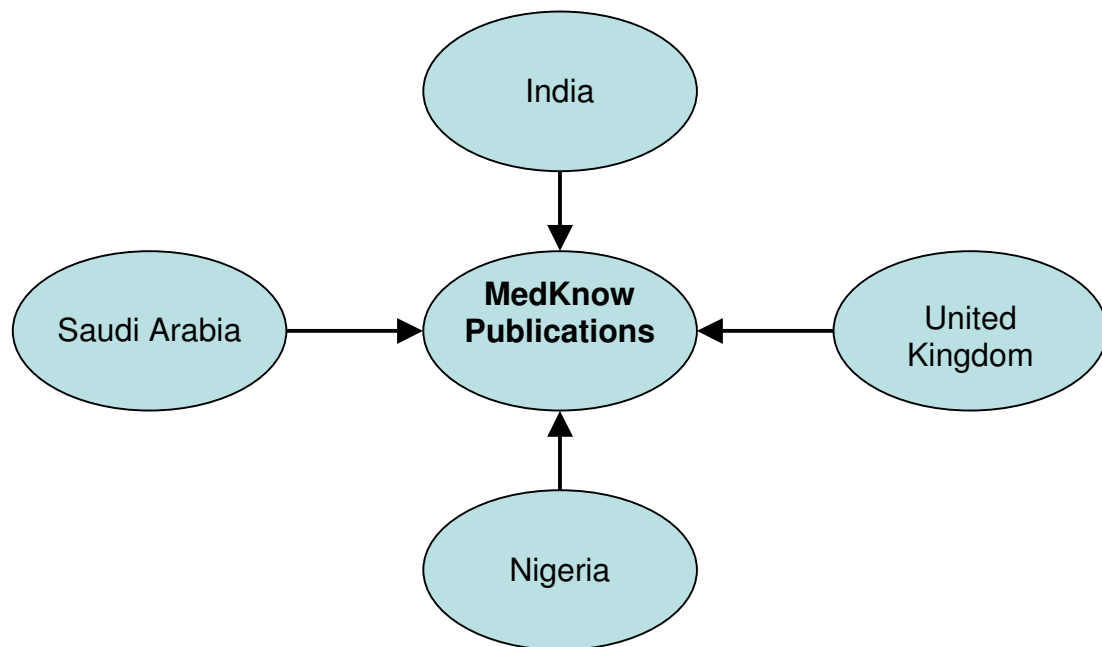 India
Saudi Arabia
MedKnow
Publications
United
Kingdom
Nigeria